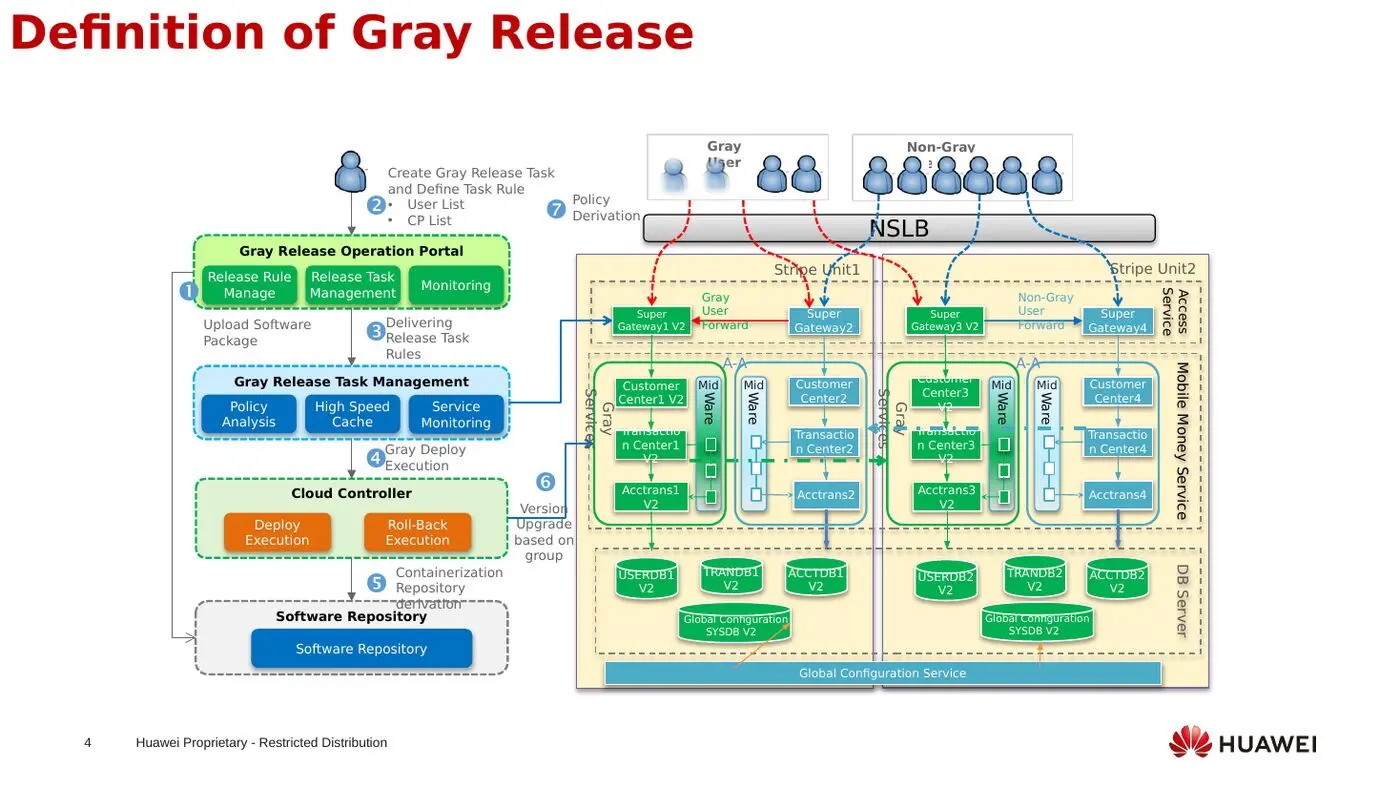 Definition of Gray Release
Create Gray Release Task
and Define Task Rule
• User List
• CP List
2
7
Policy
Derivation
Gray
User
Non-Gray
NSLB
Gray Release Operation Portal
Release Rule
Manage
Release Task
Management
Monitoring
1
Upload Software
Package
3
Delivering
Release Task
Rules
Gray Release Task Management
Policy
Analysis
High Speed
Cache
Service
Monitoring
4
Gray Deploy
Execution
Cloud Controller
Deploy
Execution
Roll-Back
Execution
6
Version
Upgrade
based on
group
5
Containerization
Repository
derivation
Software Repository
Software Repository
Stripe Unit1
Stripe Unit2
Super
Gateway1 V2
Gray
User
Forward
Super
Gateway2
Super
Gateway3 V2
Non-Gray
User
Forward
Super
Gateway4
Access
Service
A-A
A-A
Gray
Services
Customer
Center1 V2
Transactio
n Center1
V2
Acctrans1
V2
Mid Ware
Mid Ware
Customer
Center2
Transactio
n Center2
Acctrans2
Gray
Services
Customer
Center3
V2
Transactio
n Center3
V2
Acctrans3
V2
Mid Ware
Mid Ware
Customer
Center4
Transactio
n Center4
Acctrans4
Mobile Money Service
USERDB1
V2
TRANDB1
V2
ACCTDB1
V2
Global Configuration
SYSDB V2
USERDB2
V2
TRANDB2
V2
ACCTDB2
V2
Global Configuration
SYSDB V2
DB Server
Global Configuration Service
4
Huawei Proprietary - Restricted Distribution
HUAWEI